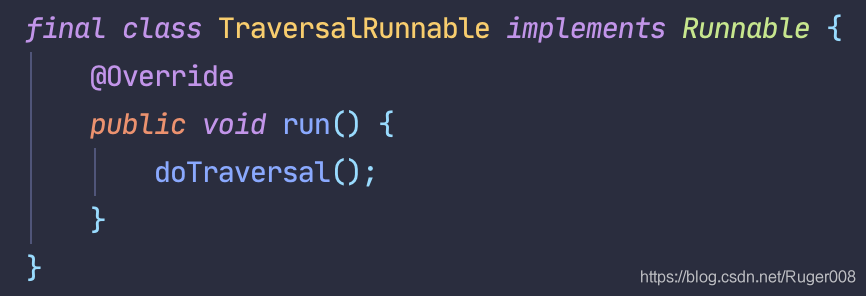 final class TraversalRunnable implements Runnable {
    @Override
    public void run() {
        doTraversal();
    }
}
https://blog.csdn.net/Ruger008